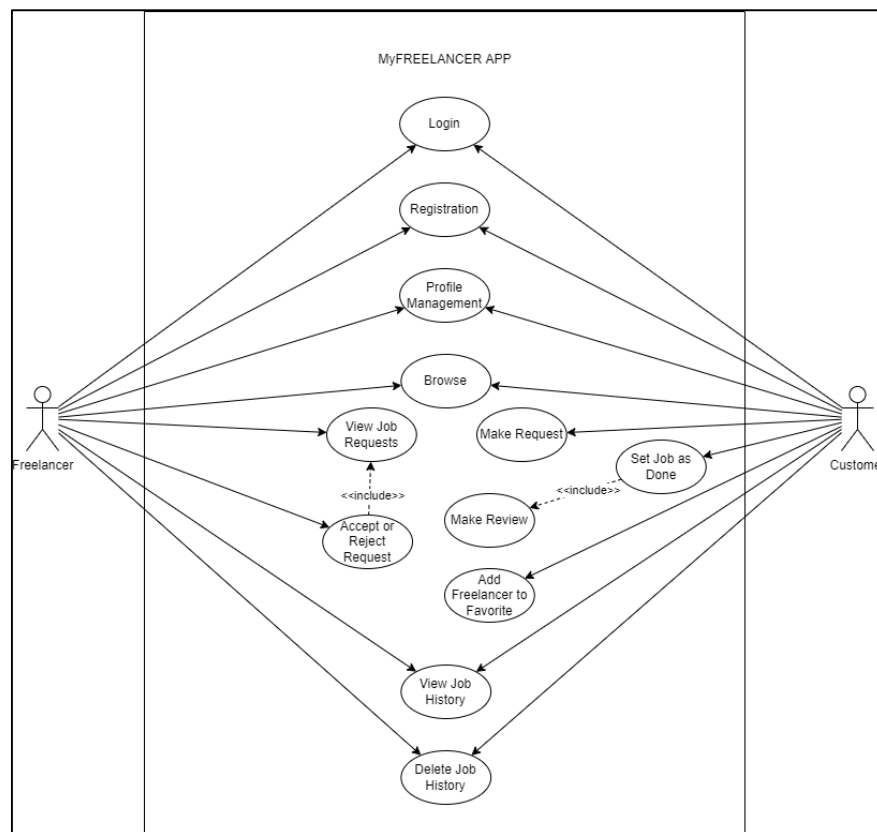 MyFREELANCER APP
Login
Registration
Profile
Management
Browse
View Job
Requests
Make Request
Set Job as
Done
Freelancer
Custome
<<include>>
<<include>>
Make Review
Accept or
Reject
Request
Add
Freelancer to
Favorite
View Job
History
Delete Job
History